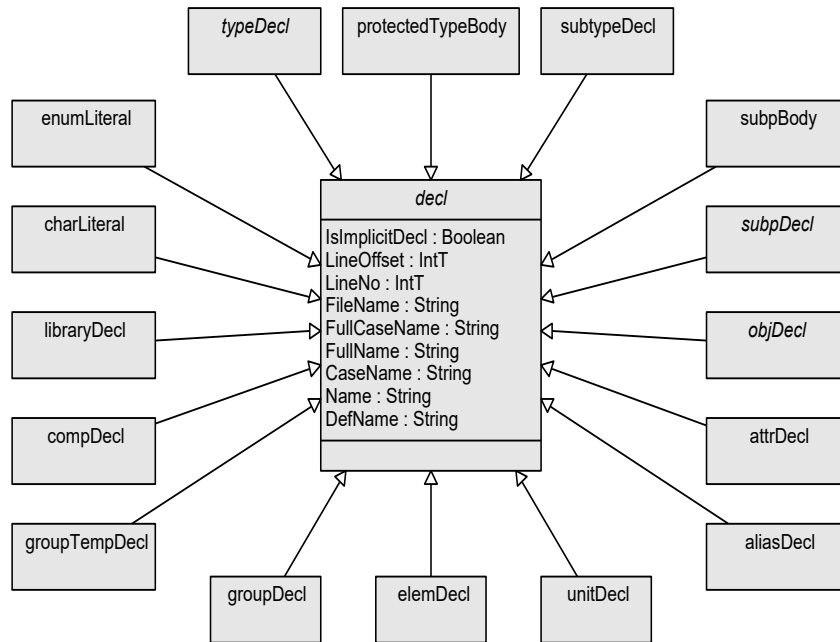 typeDecl
protectedTypeBody
subtypeDecl
enumLiteral
subpBody
decl
charLiteral
subpDecl
IsImplicitDecl : Boolean
LineOffset : IntT
LineNo : IntT
FileName : String
FullCaseName : String
FullName : String
CaseName : String
Name : String
DefName : String
libraryDecl
objDecl
compDecl
attrDecl
groupTempDecl
aliasDecl
groupDecl
elemDecl
unitDecl